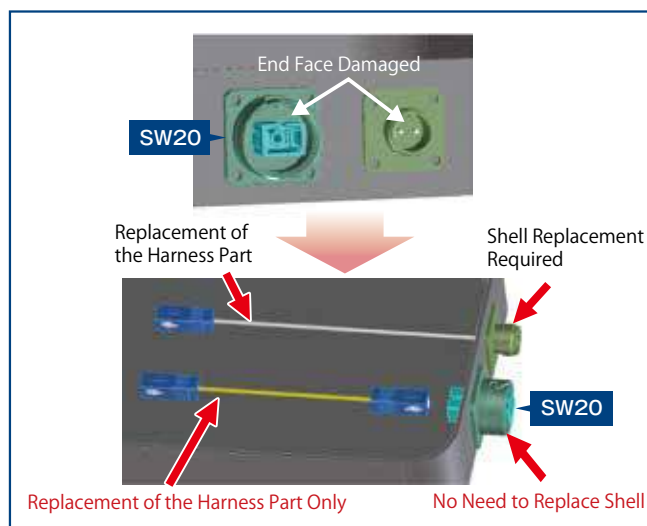 End Face Damaged
SW20
Replacement of
the Harness Part
Shell Replacement
Required
SW20
Replacement of the Harness Part Only
No Need to Replace Shell